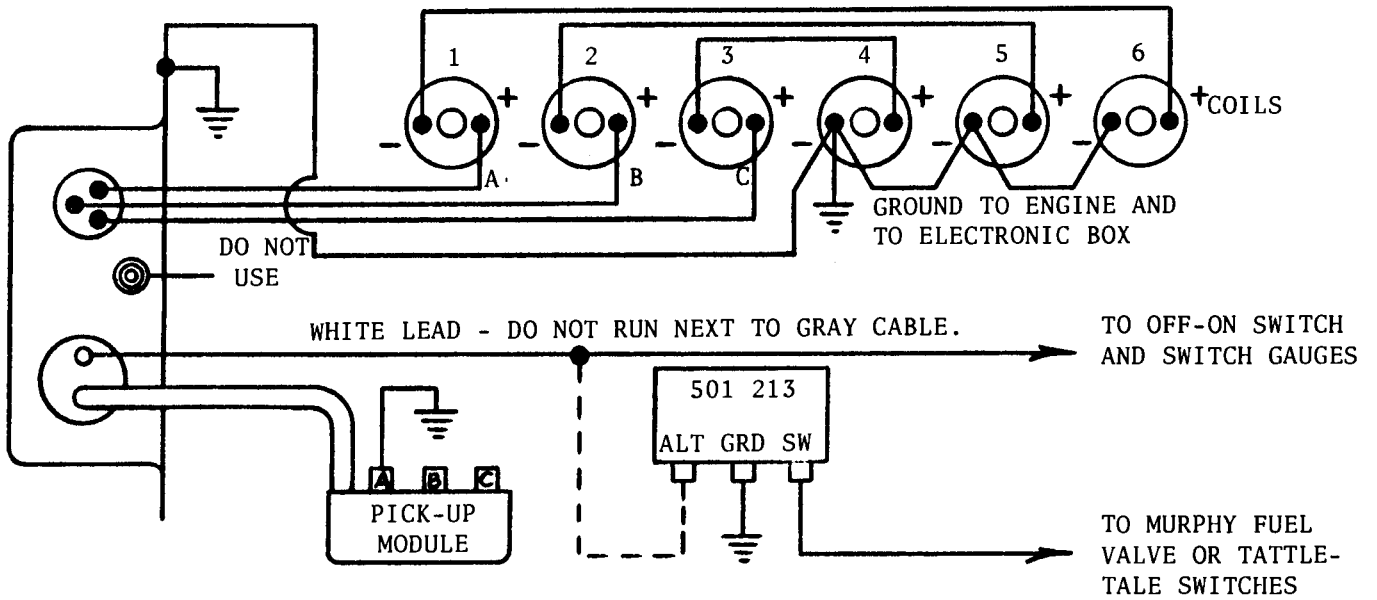 1 2 3 4 5 6
+ + + + + +
COILS
- - - - - -
A B C
GROUND TO ENGINE AND
TO ELECTRONIC BOX
DO NOT
USE
WHITE LEAD - DO NOT RUN NEXT TO GRAY CABLE.
TO OFF-ON SWITCH
AND SWITCH GAUGES
501 213
ALT GRD SW
A B C
PICK-UP
MODULE
TO MURPHY FUEL
VALVE OR TATTLE-
TALE SWITCHES